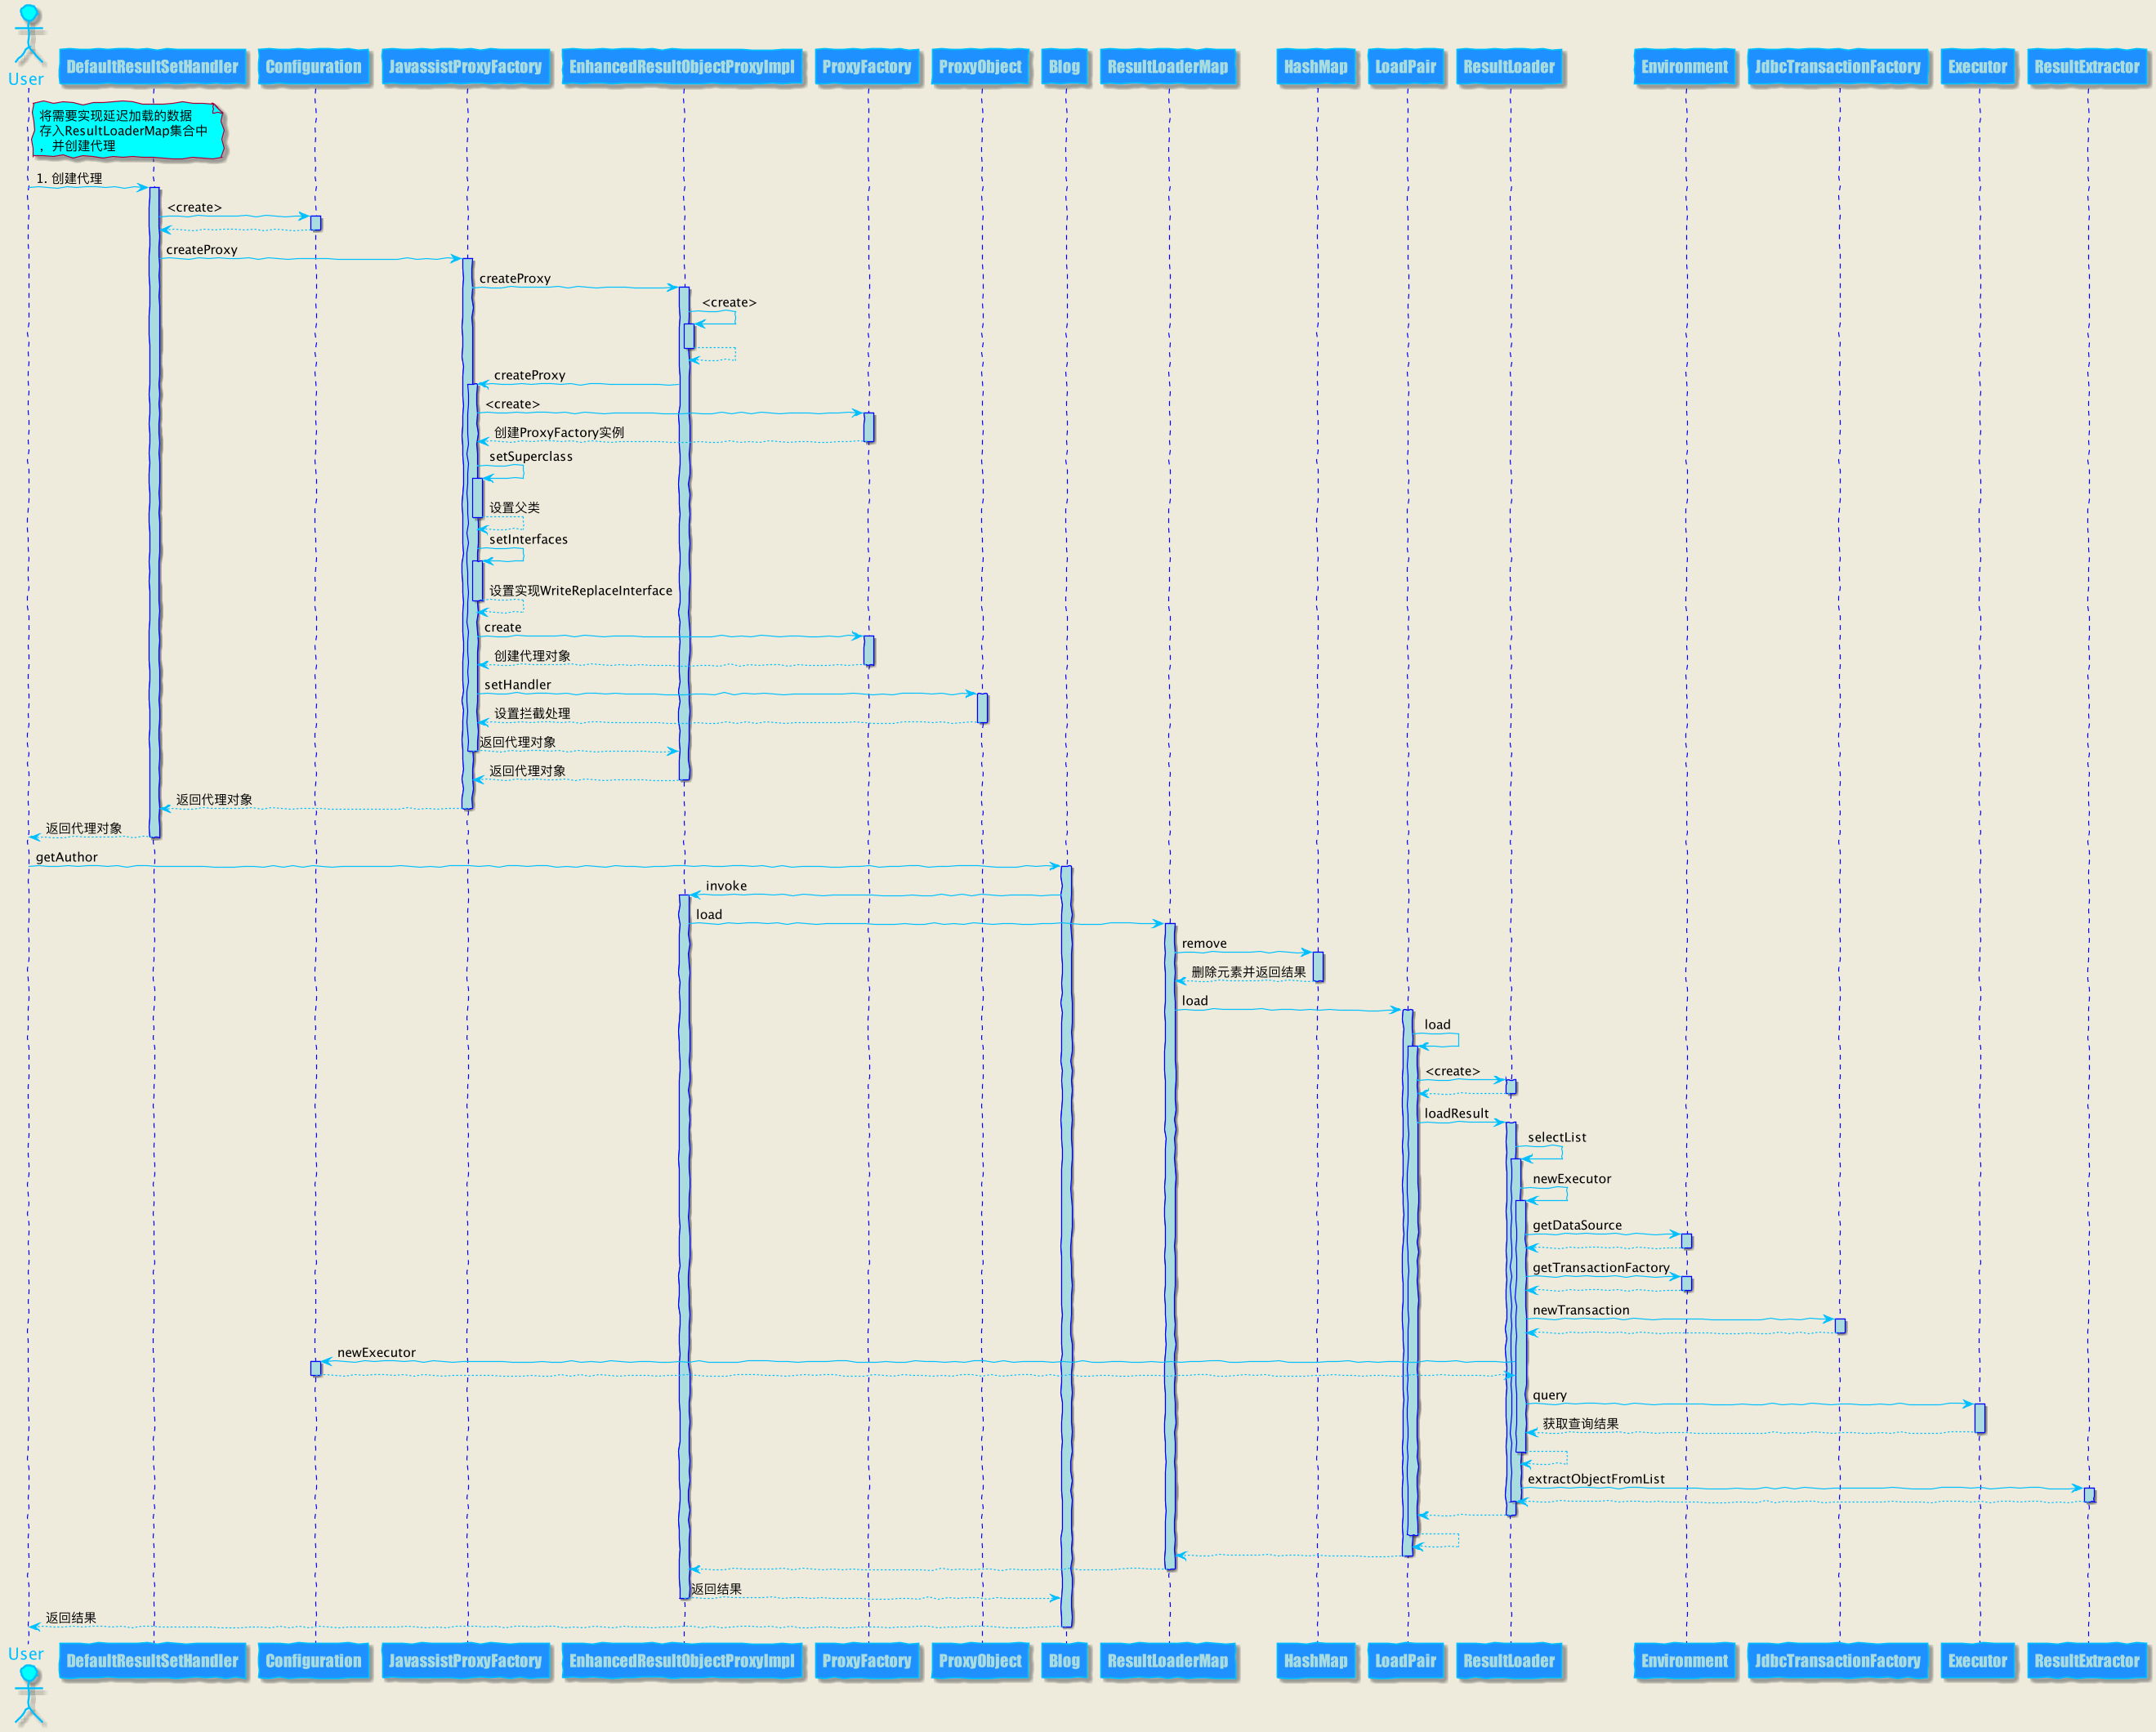 User
DefaultResultSetHandler
Configuration
JavassistProxyFactory
EnhancedResultObjectProxyImpl
ProxyFactory
ProxyObject
Blog
ResultLoaderMap
HashMap
LoadPair
ResultLoader
Environment
JdbcTransactionFactory
Executor
ResultExtractor
将需要实现延迟加载的数据
存入ResultLoaderMap集合中
，并创建代理
1. 创建代理
<create>
createProxy
createProxy
<create>
createProxy
<create>
创建ProxyFactory实例
setSuperclass
设置父类
setInterfaces
设置实现WriteReplaceInterface
create
创建代理对象
setHandler
设置拦截处理
返回代理对象
返回代理对象
返回代理对象
返回代理对象
getAuthor
invoke
load
remove
删除元素并返回结果
load
load
<create>
loadResult
selectList
newExecutor
getDataSource
getTransactionFactory
newTransaction
newExecutor
query
获取查询结果
extractObjectFromList
返回结果
返回结果
User
DefaultResultSetHandler
Configuration
JavassistProxyFactory
EnhancedResultObjectProxyImpl
ProxyFactory
ProxyObject
Blog
ResultLoaderMap
HashMap
LoadPair
ResultLoader
Environment
JdbcTransactionFactory
Executor
ResultExtractor